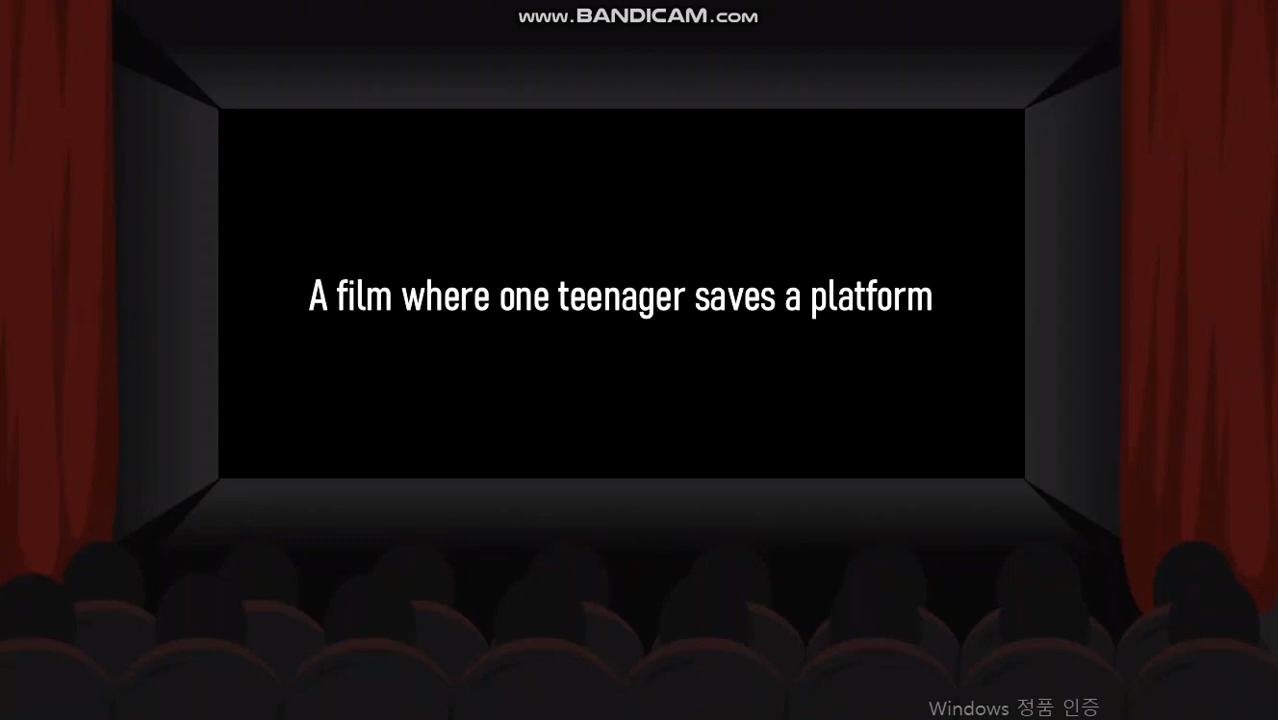 www.BANDICAM.com
A film where one teenager saves a platform
Windows 정품 인증